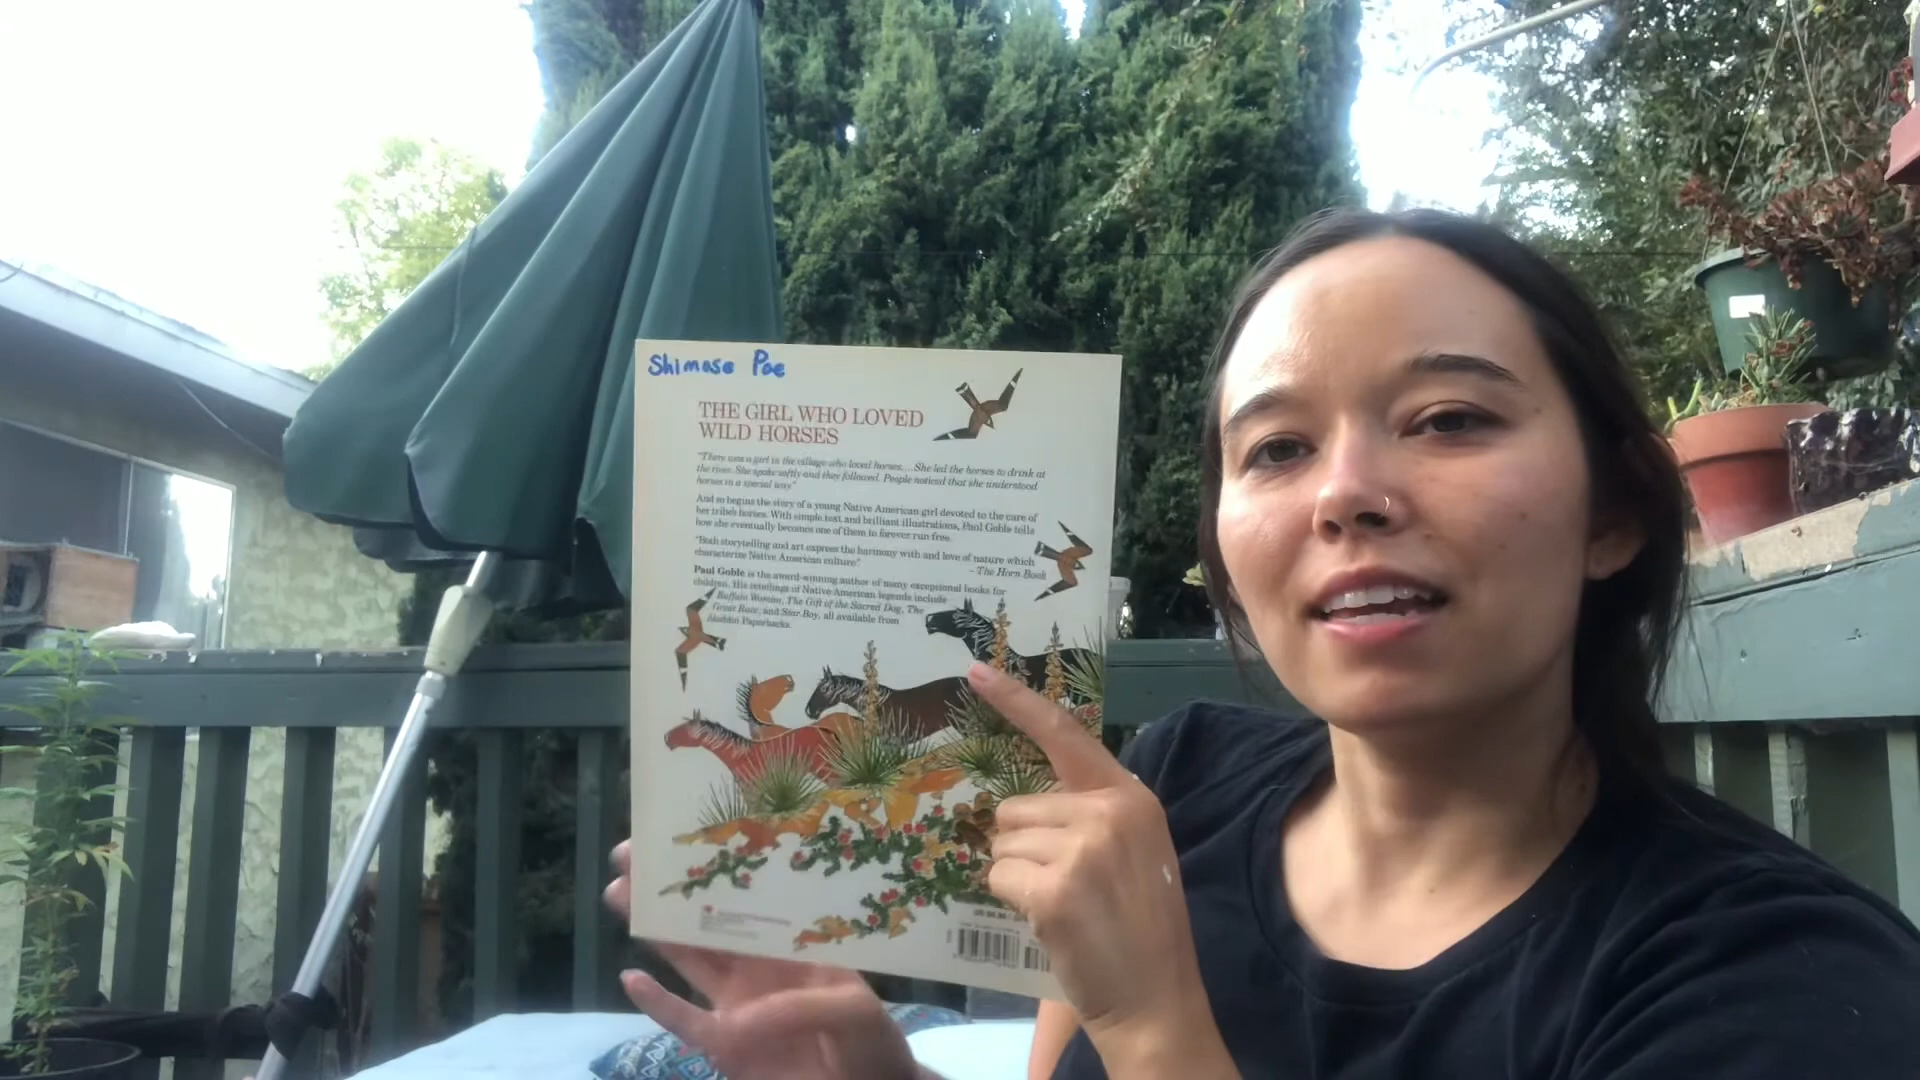 Shimase Poe
THE GIRL WHO LOVED
WILD HORSES
"There was a girl in the village who loved horses.... She led the horses to drink at
the river. She spoke softly and they followed. People noticed that she understood
horses in a special way."
And so begins the story of a young Native American girl devoted to the care of
her tribe's horses. With simple text and brilliant illustrations, Paul Goble tells
how she eventually becomes one of them to forever run free.
"Both storytelling and art express the harmony with and love of nature which
characterize Native American culture."
– The Horn Book
Paul Goble is the award-winning author of many exceptional books for
children. His retellings of Native American legends include
Buffalo Woman, The Gift of the Sacred Dog, The
Great Race, and Star Boy, all available from
Aladdin Paperbacks.